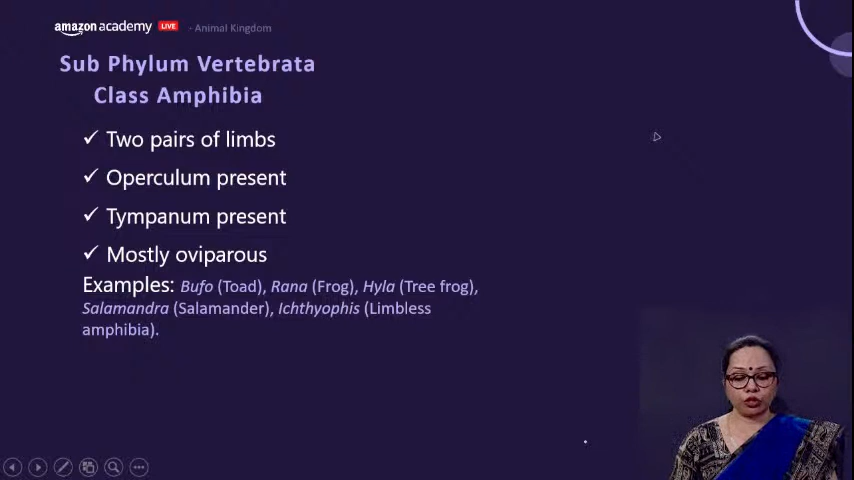 amazon academy LIVE - Animal Kingdom
Sub Phylum Vertebrata
Class Amphibia
✓ Two pairs of limbs
✓ Operculum present
✓ Tympanum present
✓ Mostly oviparous
Examples: Bufo (Toad), Rana (Frog), Hyla (Tree frog),
Salamandra (Salamander), Ichthyophis (Limbless
amphibia).